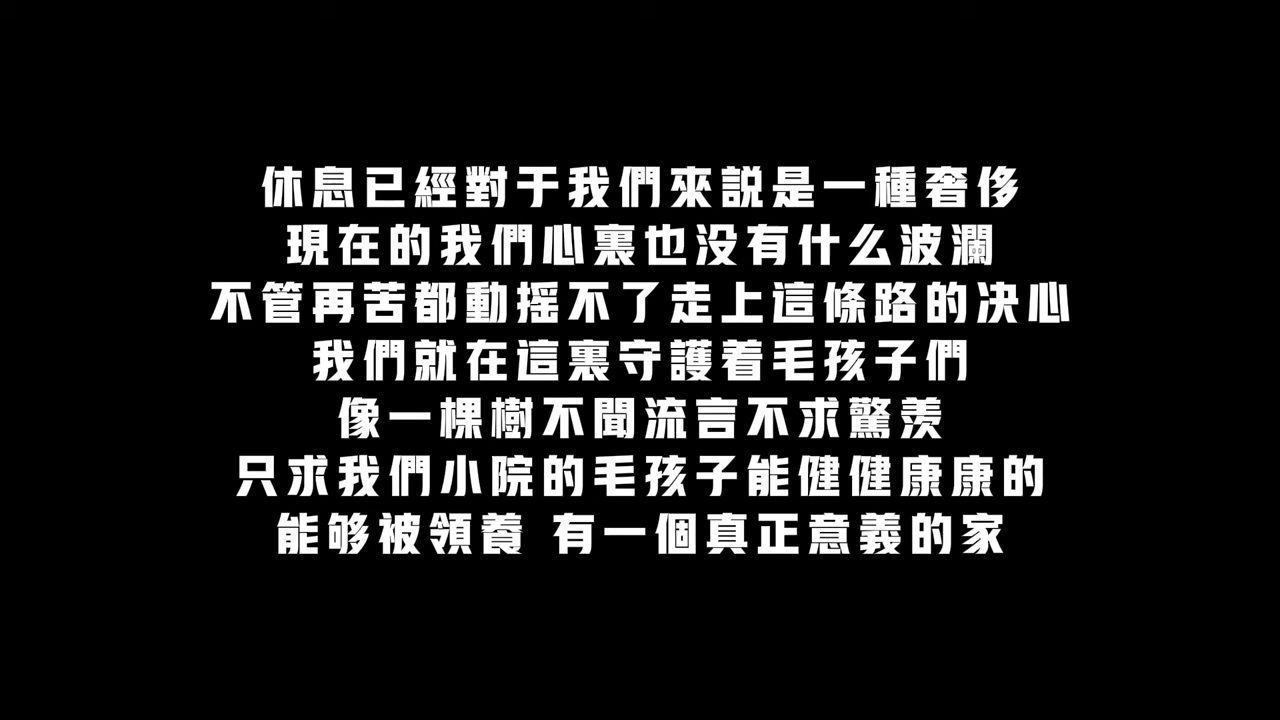 休息已經對于我們來説是一種奢侈
現在的我們心裏也没有什么波瀾
不管再苦都動摇不了走上這條路的决心
我們就在這裏守護着毛孩子們
像一棵樹不聞流言不求驚羨
只求我們小院的毛孩子能健健康康的
能够被領養 有一個真正意義的家